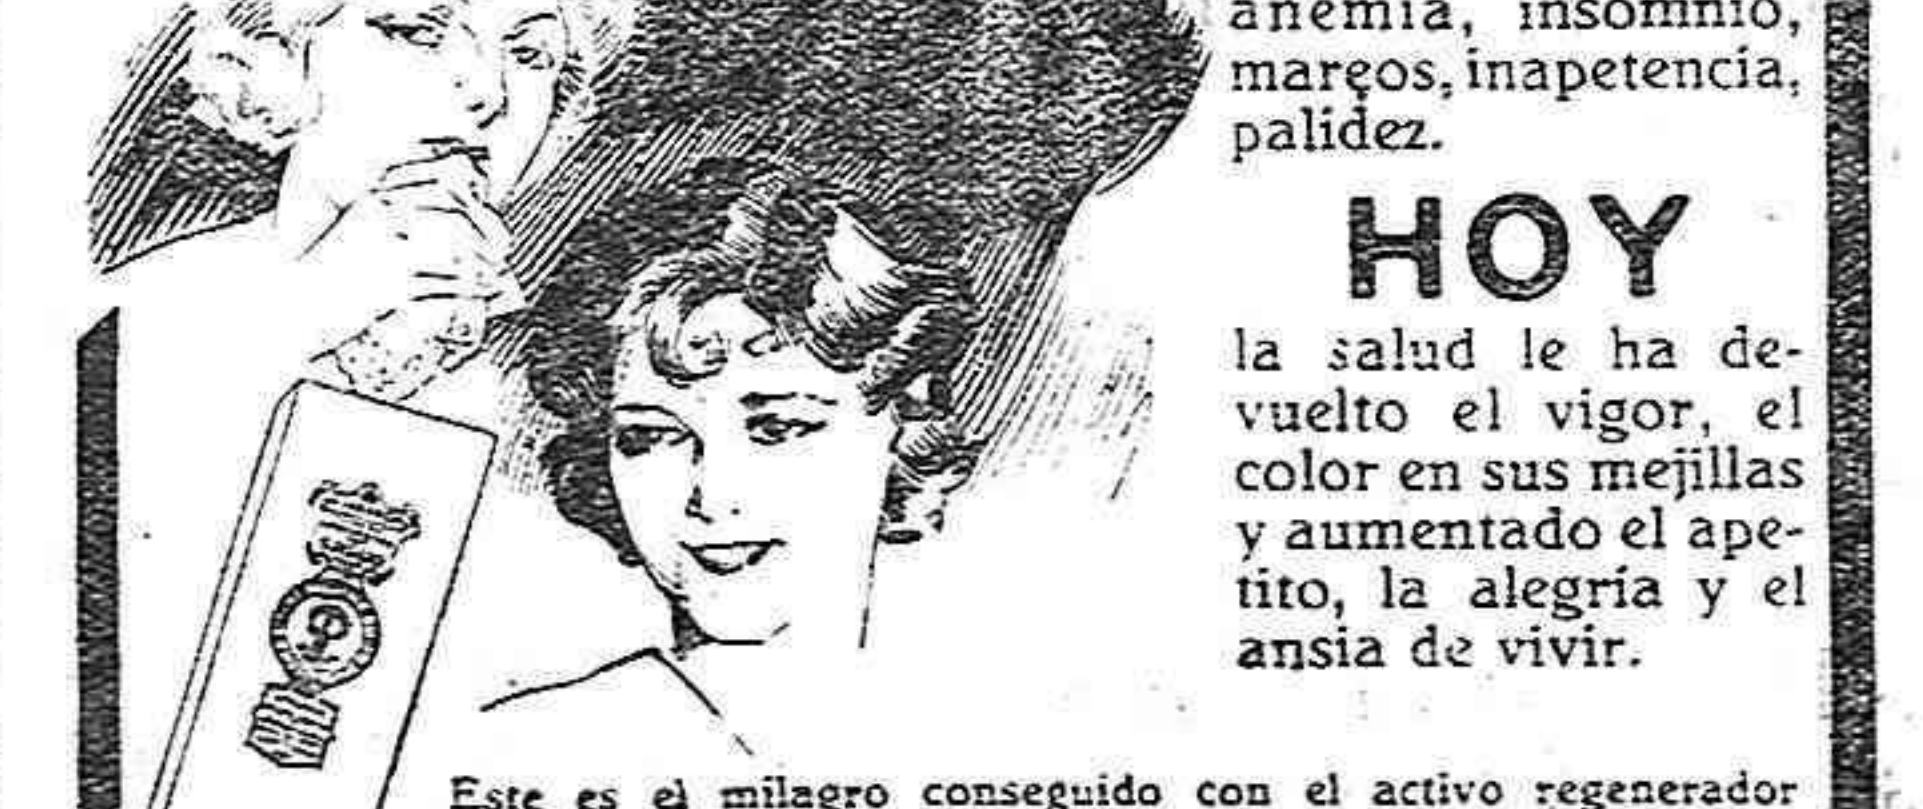 anemia, insomnio,
mareos, inapetencia,
palidez.
HOY
la salud le ha de-
vuelto el vigor, el
color en sus mejillas
y aumentado el ape-
tito, la alegría y el
ansia de vivir.
Este es el milagro conseguido con el activo regenerador